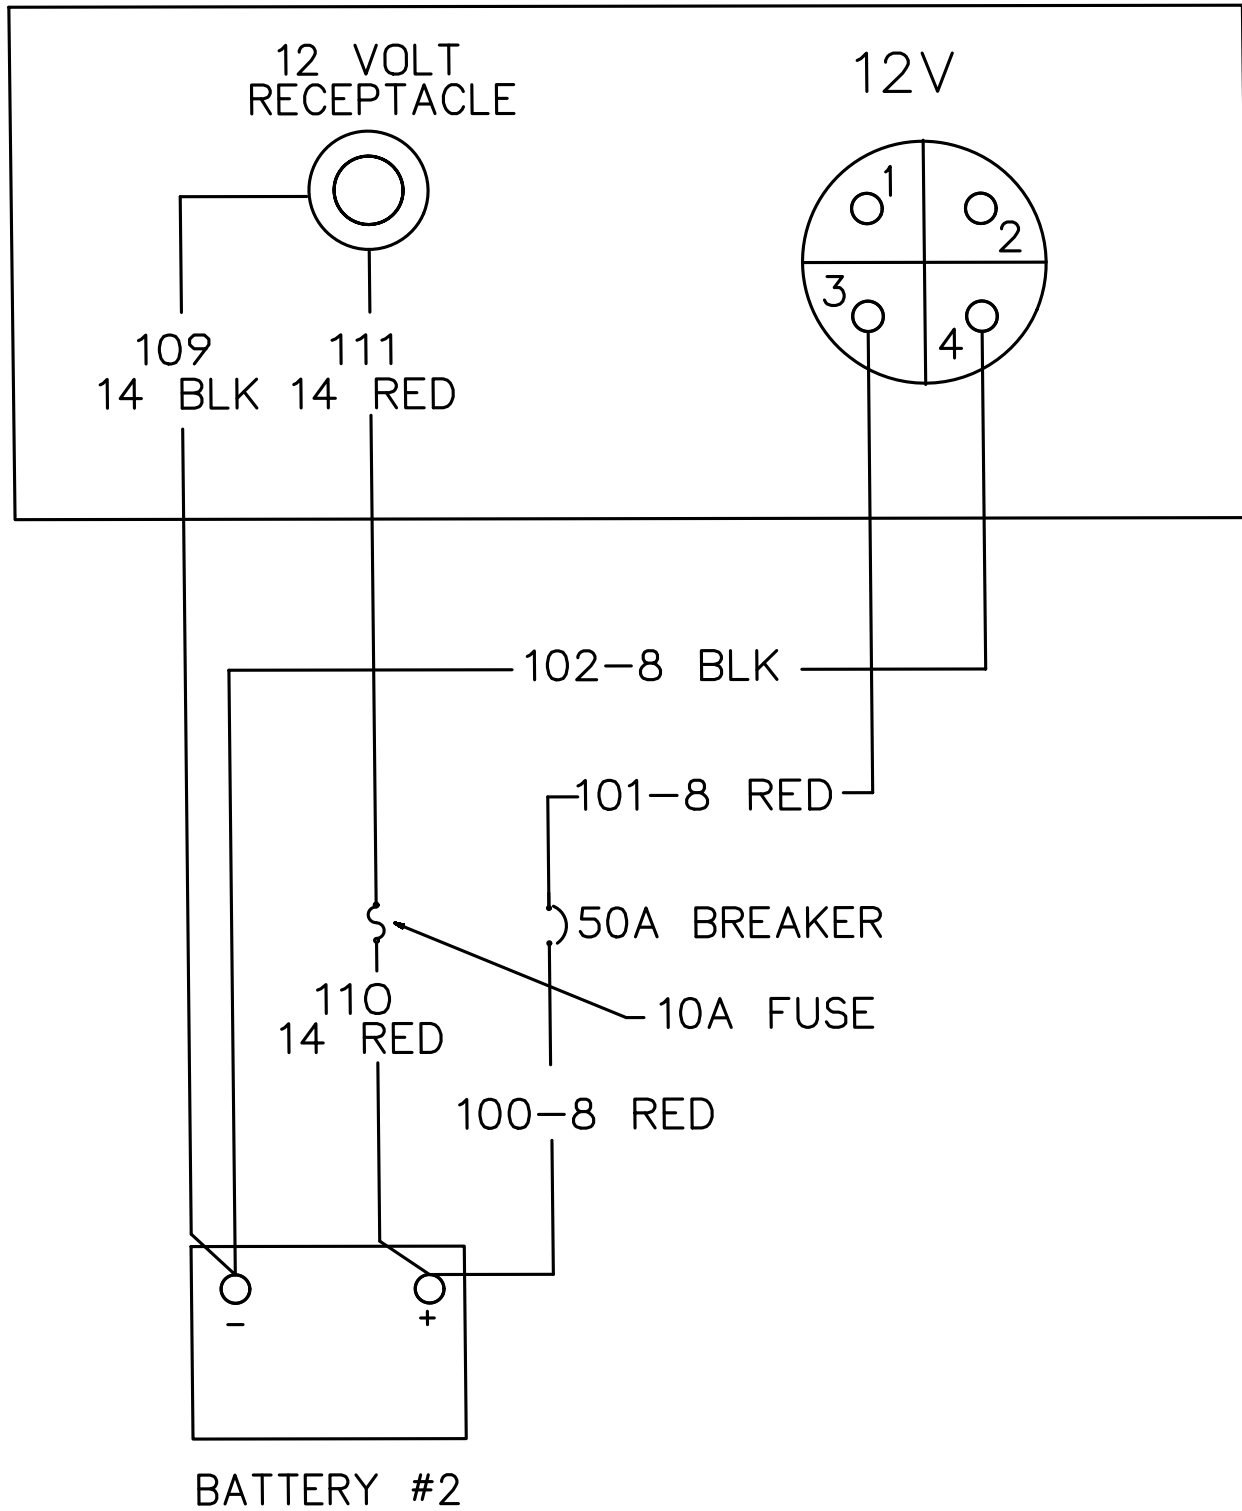 12 VOLT
RECEPTACLE
12V
1
2
3
4
109
14 BLK
111
14 RED
102-8 BLK
101-8 RED
50A BREAKER
110
14 RED
10A FUSE
100-8 RED
- +
BATTERY #2